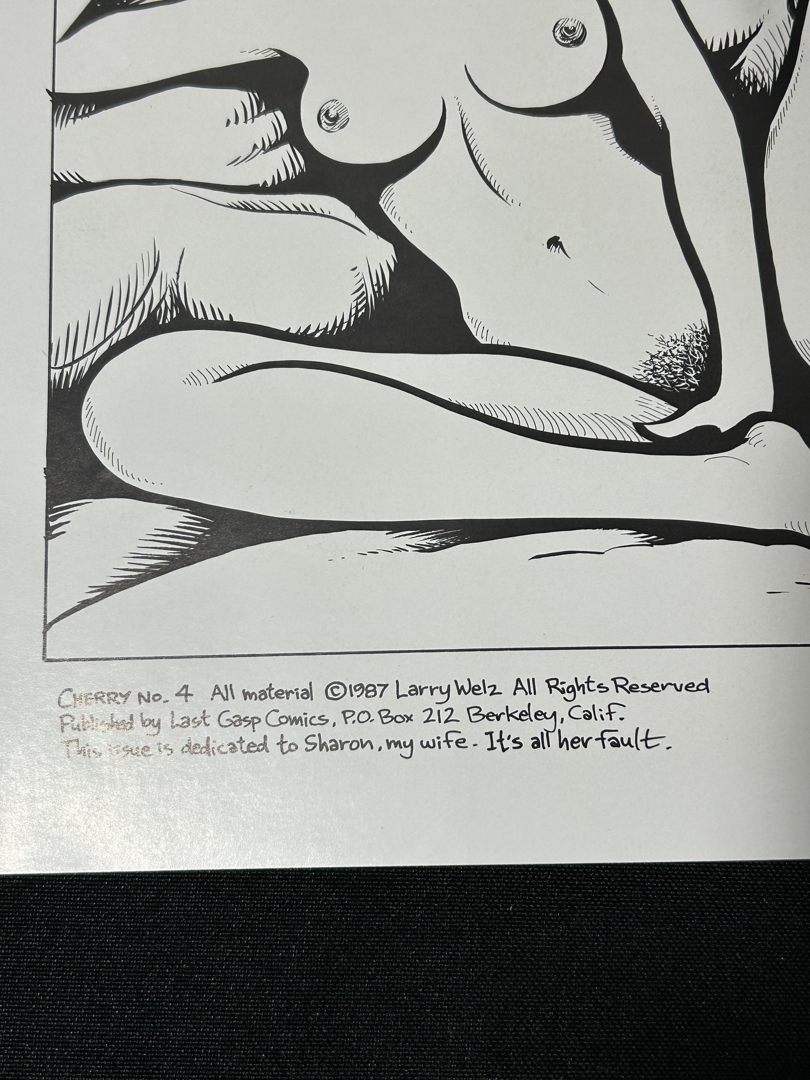 CHERRY No. 4 All material ©1987 Larry Welz All Rights Reserved
Published by Last Gasp Comics, P.O. Box 212 Berkeley, Calif.
This issue is dedicated to Sharon, my wife. It's all her fault.